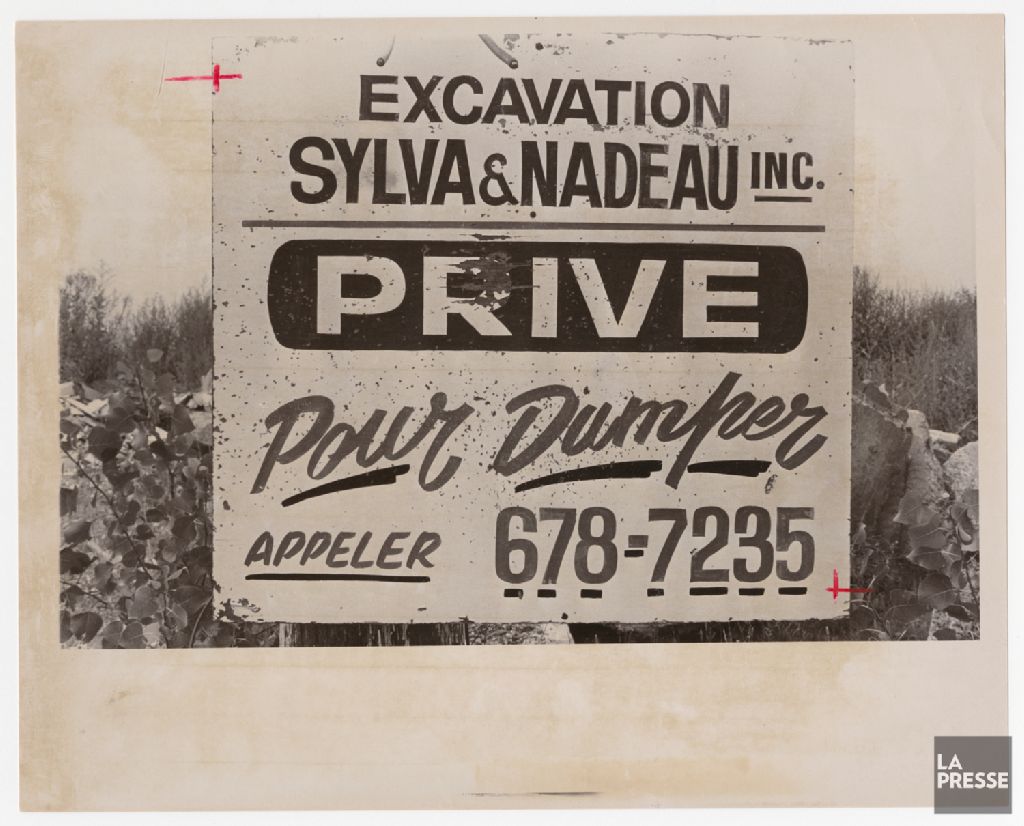 EXCAVATION
SYLVA & NADEAU INC.
PRIVE
Pour Dumper
APPELER 678-7235
LA
PRESSE